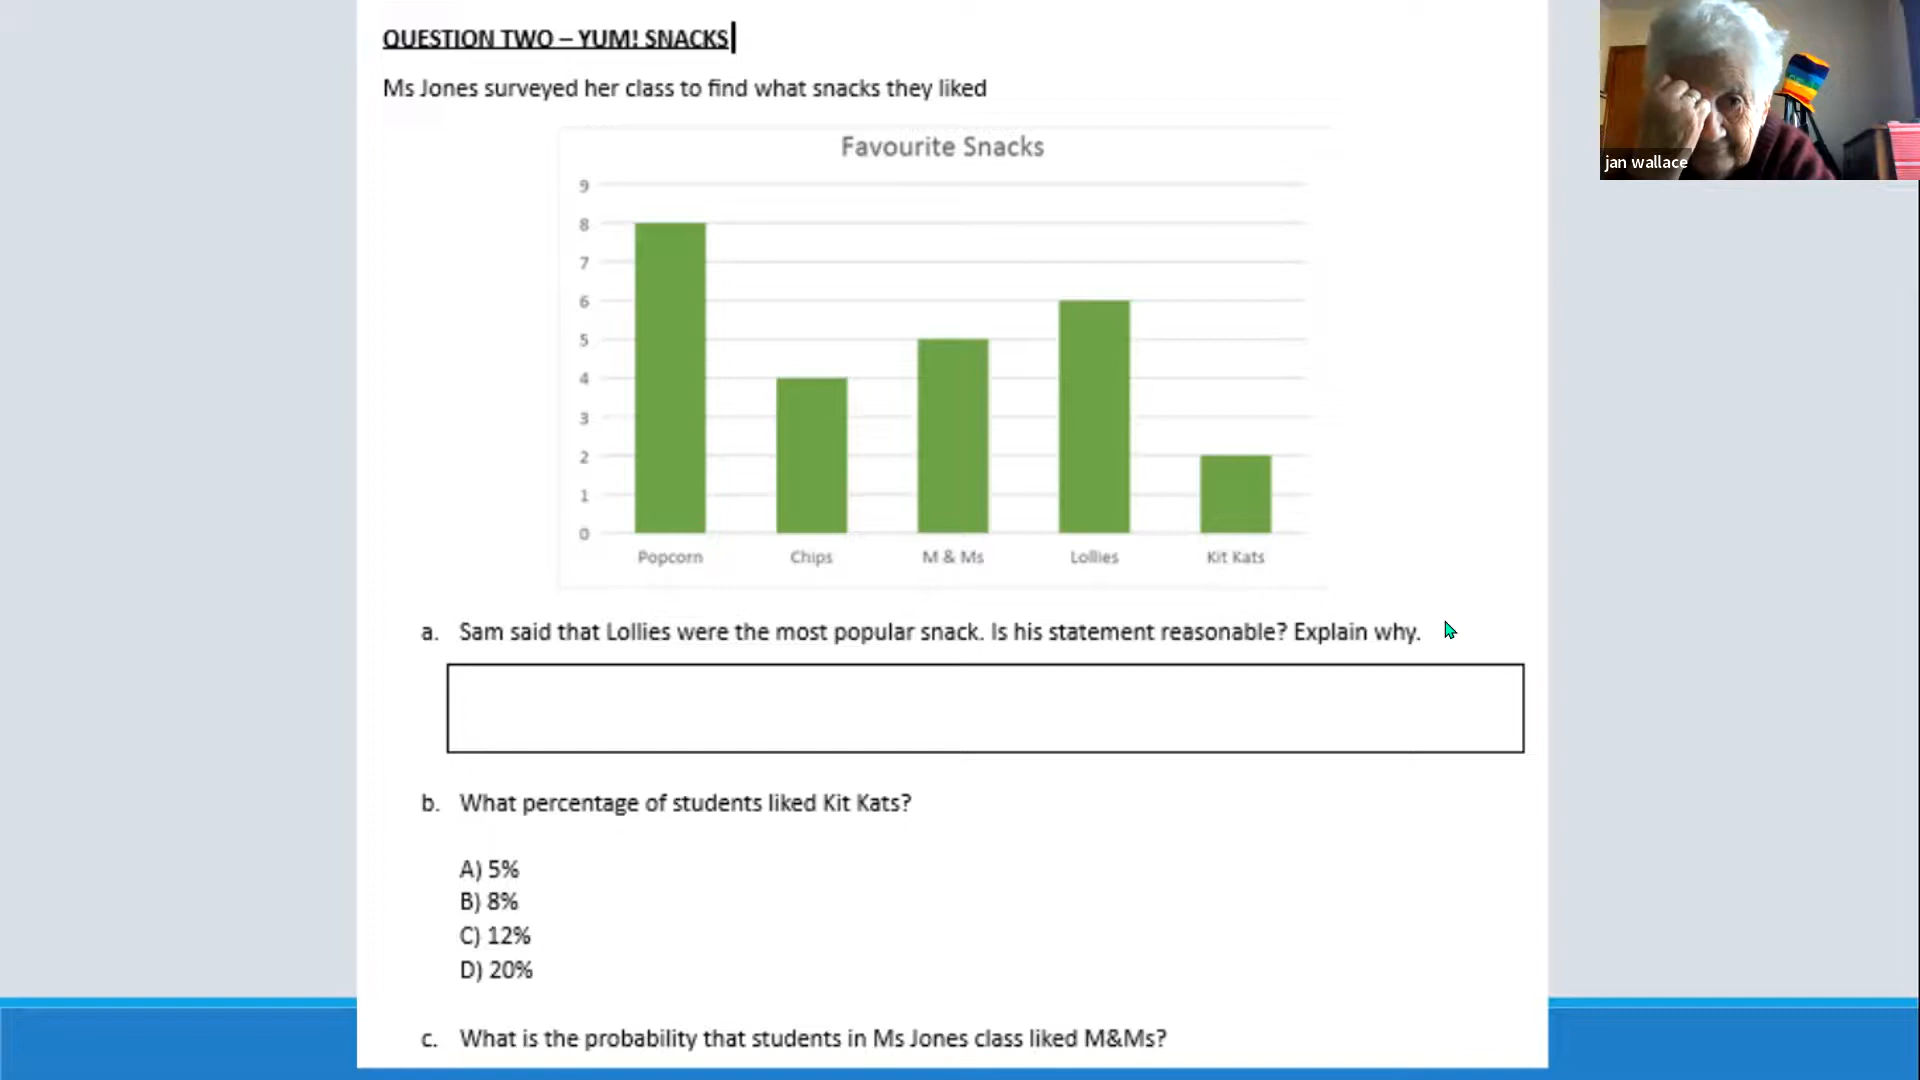 QUESTION TWO – YUM! SNACKS
Ms Jones surveyed her class to find what snacks they liked
Favourite Snacks
9
8
7
6
5
4
3
2
1
0
Popcorn Chips M & Ms Lollies Kit Kats
a. Sam said that Lollies were the most popular snack. Is his statement reasonable? Explain why.
b. What percentage of students liked Kit Kats?
A) 5%
B) 8%
C) 12%
D) 20%
c. What is the probability that students in Ms Jones class liked M&Ms?
jan wallace